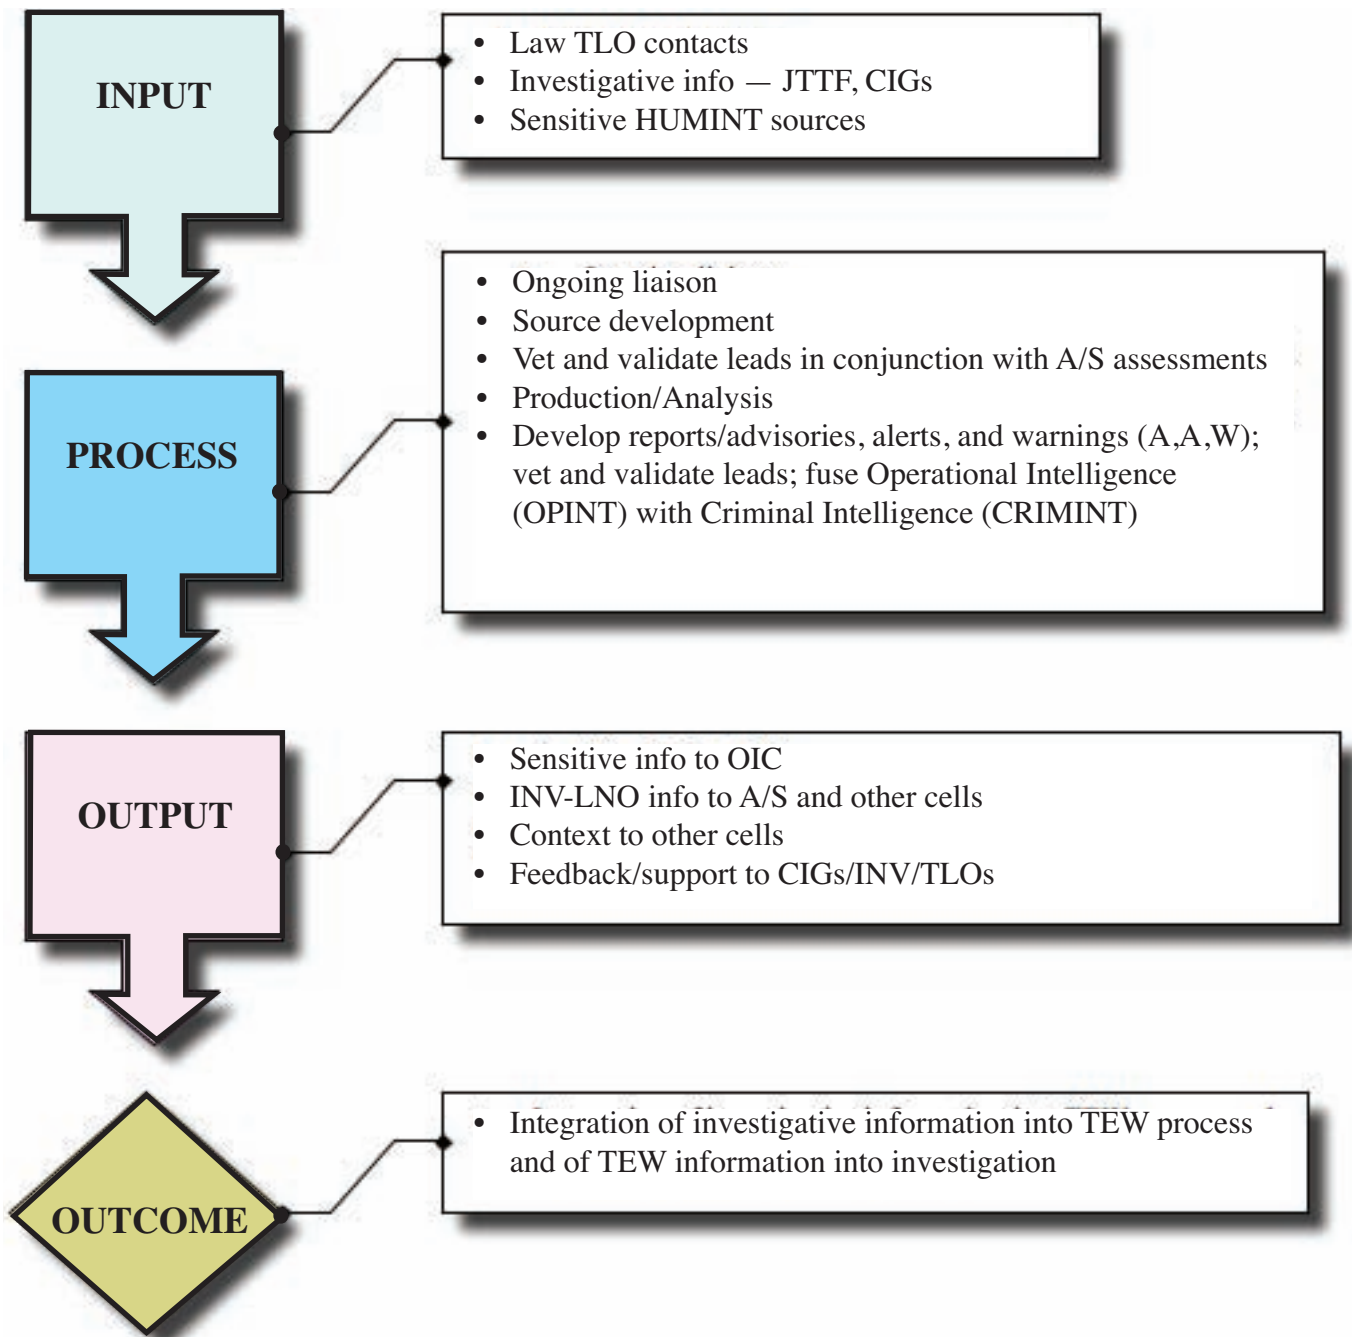 INPUT
• Law TLO contacts
• Investigative info — JTTF, CIGs
• Sensitive HUMINT sources
PROCESS
• Ongoing liaison
• Source development
• Vet and validate leads in conjunction with A/S assessments
• Production/Analysis
• Develop reports/advisories, alerts, and warnings (A,A,W);
vet and validate leads; fuse Operational Intelligence
(OPINT) with Criminal Intelligence (CRIMINT)
OUTPUT
• Sensitive info to OIC
• INV-LNO info to A/S and other cells
• Context to other cells
• Feedback/support to CIGs/INV/TLOs
OUTCOME
• Integration of investigative information into TEW process
and of TEW information into investigation